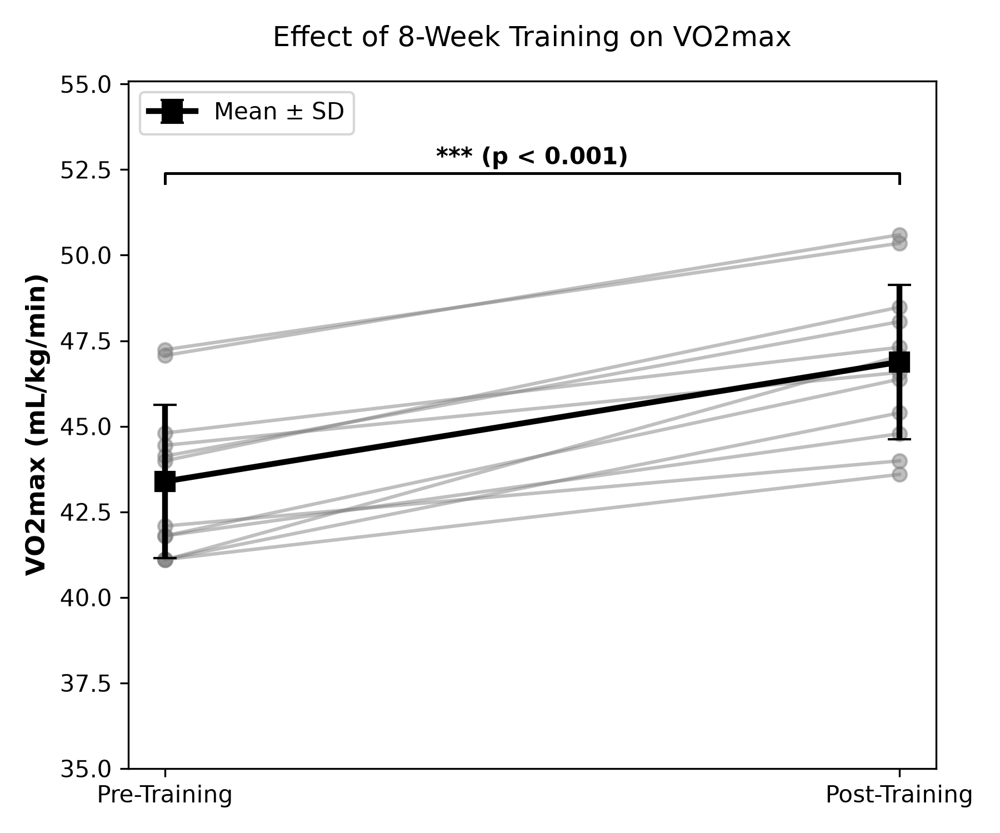 Effect of 8-Week Training on VO2max
55.0
Mean ± SD
*** (p < 0.001)
52.5
50.0
47.5
45.0
42.5
40.0
37.5
35.0
VO2max (mL/kg/min)
Pre-Training
Post-Training